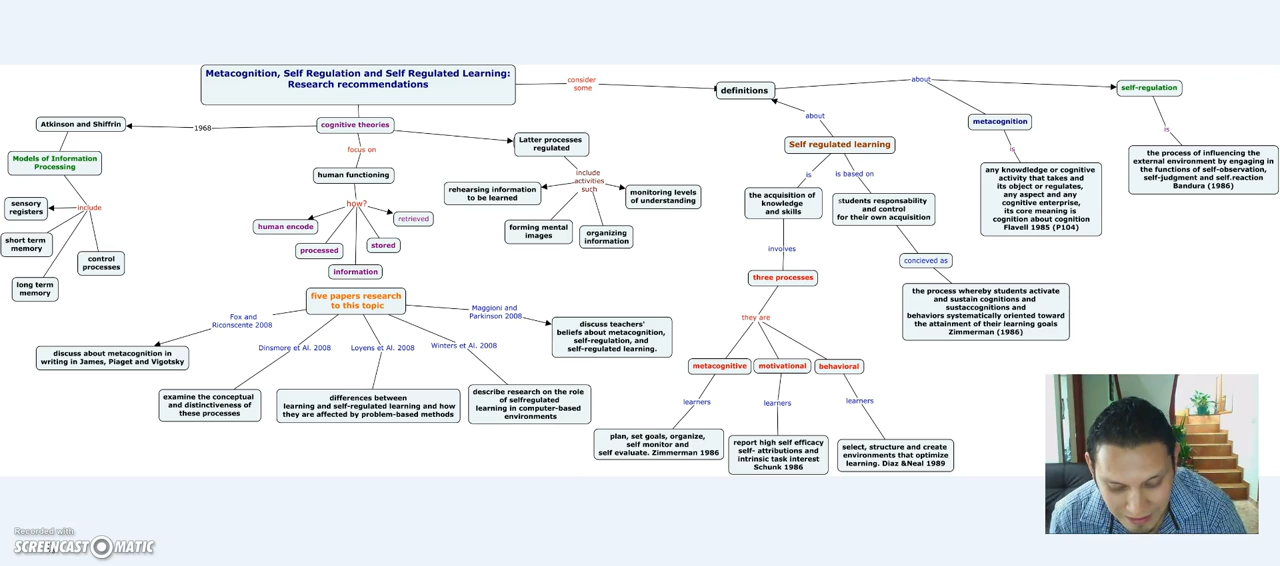 Metacognition, Self Regulation and Self Regulated Learning:
Research recommendations
consider
some
definitions
about
self-regulation
is
the process of influencing the
external environment by engaging in
the functions of self-observation,
self-judgment and self.reaction
Bandura (1986)
metacognition
is
any knowledge or cognitive
activity that takes and
its object or regulates,
any aspect and any
cognitive enterprise,
its core meaning is
cognition about cognition
Flavell 1985 (P104)
about
Self regulated learning
is
the acquisition of
knowledge
and skills
involves
three processes
they are
metacognitive
motivational
behavioral
learners
learners
learners
plan, set goals, organize,
self monitor and
self evaluate. Zimmerman 1986
report high self efficacy
self- attributions and
intrinsic task interest
Schunk 1986
select, structure and create
environments that optimize
learning. Diaz &Neal 1989
is based on
students responsability
and control
for their own acquisition
concieved as
the process whereby students activate
and sustain cognitions and
sustaccognitions and
behaviors systematically oriented toward
the attainment of their learning goals
Zimmerman (1986)
cognitive theories
1968
Atkinson and Shiffrin
Models of Information
Processing
include
sensory
registers
short term
memory
long term
memory
control
processes
focus on
human functioning
how?
human encode
processed
information
stored
retrieved
Latter processes
regulated
include
activities
such
rehearsing information
to be learned
forming mental
images
organizing
information
monitoring levels
of understanding
five papers research
to this topic
Fox and
Riconscente 2008
discuss about metacognition in
writing in James, Piaget and Vigotsky
Dinsmore et Al. 2008
examine the conceptual
and distinctiveness of
these processes
Loyens et Al. 2008
differences between
learning and self-regulated learning and how
they are affected by problem-based methods
Winters et Al. 2008
describe research on the role
of selfregulated
learning in computer-based
environments
Maggioni and
Parkinson 2008
discuss teachers'
beliefs about metacognition,
self-regulation, and
self-regulated learning.
Recorded with
SCREENCAST MATIC